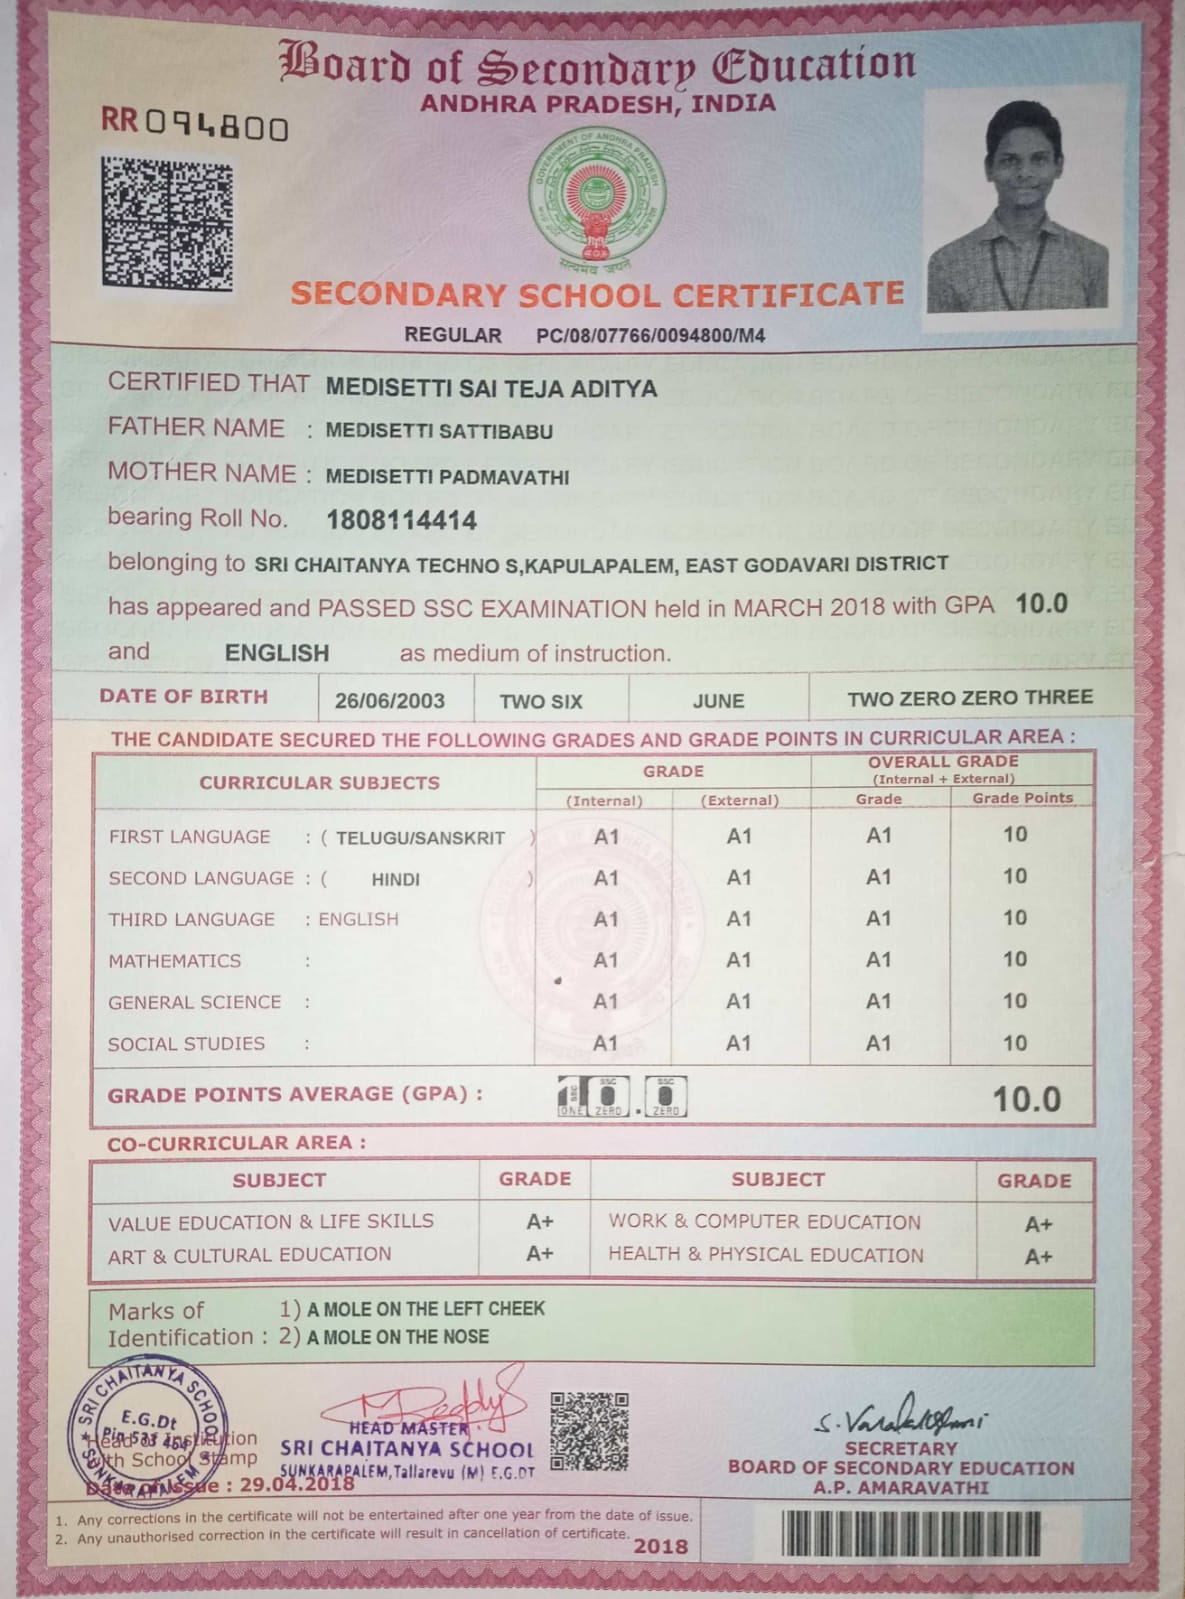 Board of Secondary Education
ANDHRA PRADESH, INDIA
RR094800
GOVERNMENT OF ANDHRA PRADESH
सत्यमेव जयते
SECONDARY SCHOOL CERTIFICATE
REGULAR PC/08/07766/0094800/M4
CERTIFIED THAT MEDISETTI SAI TEJA ADITYA
FATHER NAME : MEDISETTI SATTIBABU
MOTHER NAME : MEDISETTI PADMAVATHI
bearing Roll No. 1808114414
belonging to SRI CHAITANYA TECHNO S,KAPULAPALEM, EAST GODAVARI DISTRICT
has appeared and PASSED SSC EXAMINATION held in MARCH 2018 with GPA 10.0
and ENGLISH as medium of instruction.
DATE OF BIRTH 26/06/2003 TWO SIX JUNE TWO ZERO ZERO THREE
THE CANDIDATE SECURED THE FOLLOWING GRADES AND GRADE POINTS IN CURRICULAR AREA :
CURRICULAR SUBJECTS GRADE OVERALL GRADE
(Internal + External)
(Internal) (External) Grade Grade Points
FIRST LANGUAGE : ( TELUGU/SANSKRIT ) A1 A1 A1 10
SECOND LANGUAGE : ( HINDI ) A1 A1 A1 10
THIRD LANGUAGE : ENGLISH A1 A1 A1 10
MATHEMATICS : A1 A1 A1 10
GENERAL SCIENCE : A1 A1 A1 10
SOCIAL STUDIES : A1 A1 A1 10
GRADE POINTS AVERAGE (GPA) : 10.0 10.0
SSC SSC SSC
ONE ZERO . ZERO
CO-CURRICULAR AREA :
SUBJECT GRADE SUBJECT GRADE
VALUE EDUCATION & LIFE SKILLS A+ WORK & COMPUTER EDUCATION A+
ART & CULTURAL EDUCATION A+ HEALTH & PHYSICAL EDUCATION A+
Marks of 1) A MOLE ON THE LEFT CHEEK
Identification : 2) A MOLE ON THE NOSE
SRI CHAITANYA SCHOOL
E.G.Dt
SUNKARAPALEM
Head of Institution
With School Stamp
HEAD MASTER
SRI CHAITANYA SCHOOL
SUNKARAPALEM,Tallarevu (M) E.G.DT
Date of Issue : 29.04.2018
SECRETARY
BOARD OF SECONDARY EDUCATION
A.P. AMARAVATHI
1. Any corrections in the certificate will not be entertained after one year from the date of issue.
2. Any unauthorised correction in the certificate will result in cancellation of certificate.
2018